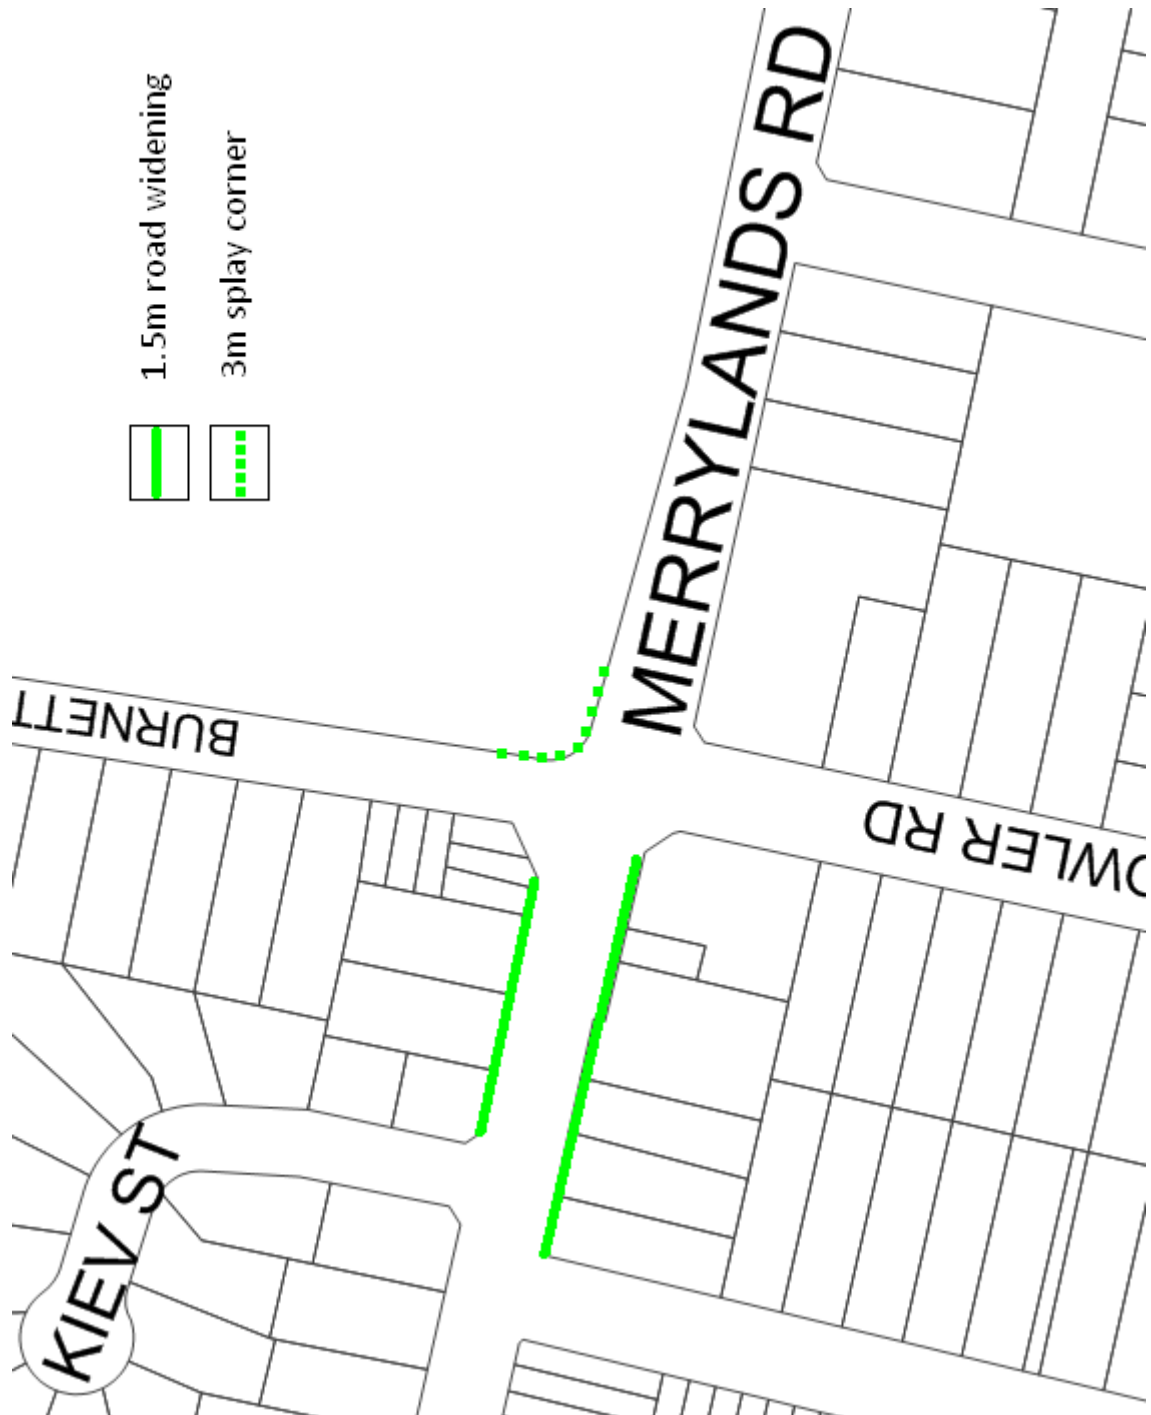 1.5m road widening
3m splay corner
MERRYLANDS RD
BURNETT
OWLER RD
KIEV ST